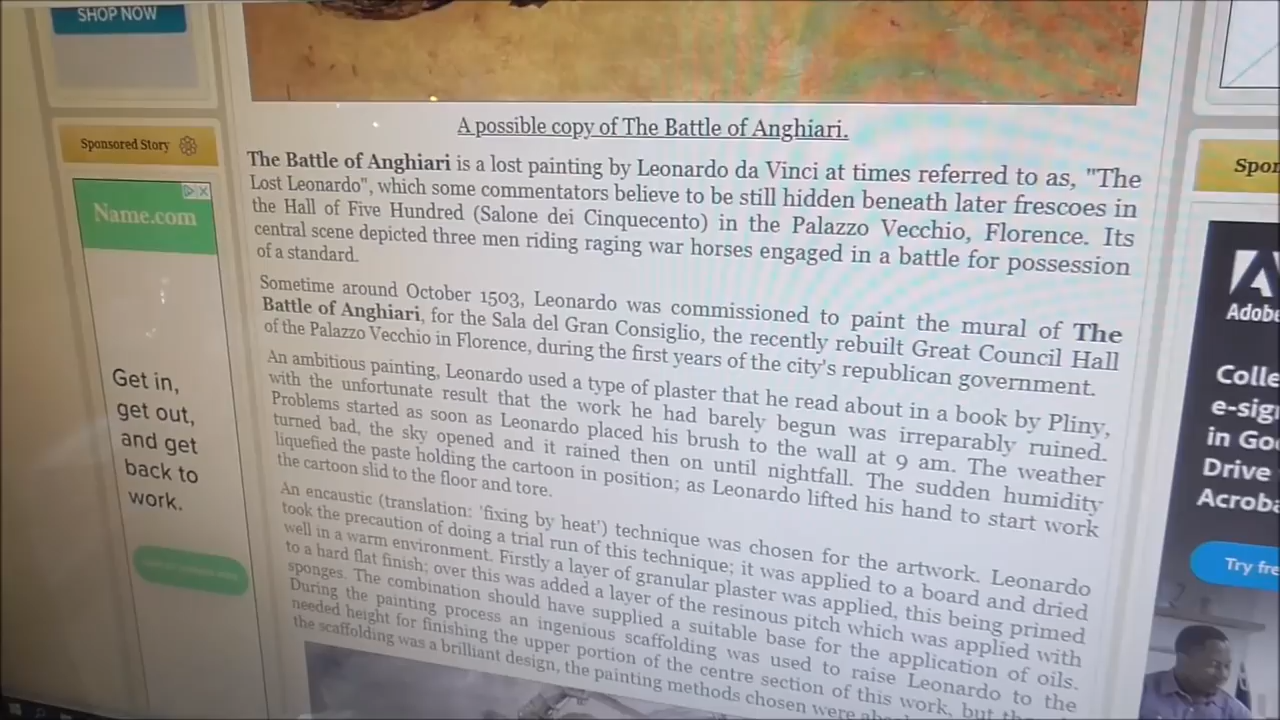 SHOP NOW
A possible copy of The Battle of Anghiari.
Sponsored Story
The Battle of Anghiari is a lost painting by Leonardo da Vinci at times referred to as, "The
Lost Leonardo", which some commentators believe to be still hidden beneath later frescoes in
the Hall of Five Hundred (Salone dei Cinquecento) in the Palazzo Vecchio, Florence. Its
central scene depicted three men riding raging war horses engaged in a battle for possession
of a standard.
Sometime around October 1503, Leonardo was commissioned to paint the mural of The
Battle of Anghiari, for the Sala del Gran Consiglio, the recently rebuilt Great Council Hall
of the Palazzo Vecchio in Florence, during the first years of the city's republican government.
An ambitious painting, Leonardo used a type of plaster that he read about in a book by Pliny,
with the unfortunate result that the work he had barely begun was irreparably ruined.
Problems started as soon as Leonardo placed his brush to the wall at 9 am. The weather
turned bad, the sky opened and it rained then on until nightfall. The sudden humidity
liquefied the paste holding the cartoon in position; as Leonardo lifted his hand to start work
the cartoon slid to the floor and tore.
An encaustic (translation: 'fixing by heat') technique was chosen for the artwork. Leonardo
took the precaution of doing a trial run of this technique; it was applied to a board and dried
well in a warm environment. Firstly a layer of granular plaster was applied, this being primed
to a hard flat finish; over this was added a layer of the resinous pitch which was applied with
sponges. The combination should have supplied a suitable base for the application of oils.
During the painting process an ingenious scaffolding was used to raise Leonardo to the
needed height for finishing the upper portion of the centre section of this work, but
the scaffolding was a brilliant design, the painting methods chosen were
Name.com
Get in,
get out,
and get
back to
work.
Spon
Adobe
Colle
e-sig
in Goo
Drive
Acroba
Try fre